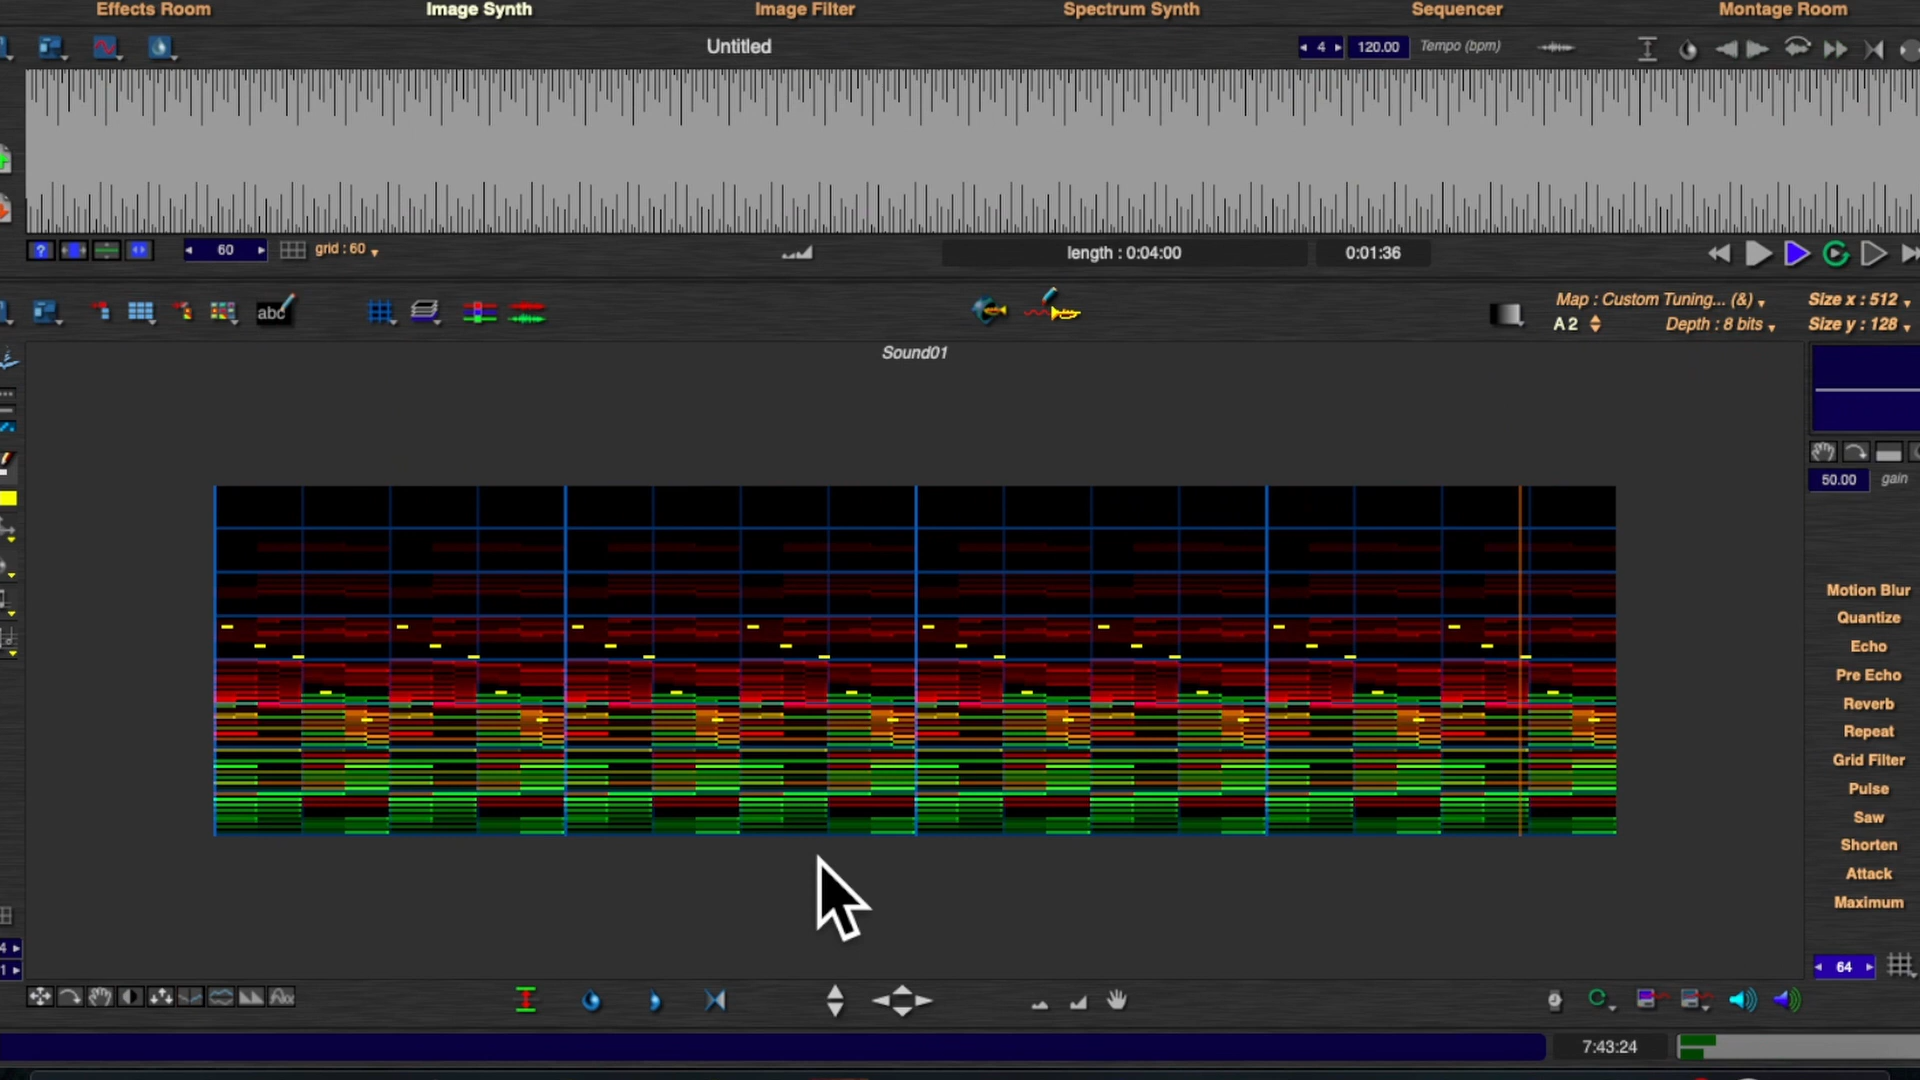 Effects Room Image Synth Image Filter Spectrum Synth Sequencer Montage Room
Untitled
4 120.00 Tempo (bpm)
? 60 grid : 60 length : 0:04:00 0:01:36
abc
Map : Custom Tuning... (&) Size x : 512
A 2 Depth : 8 bits Size y : 128
Sound01
50.00 gain
Motion Blur
Quantize
Echo
Pre Echo
Reverb
Repeat
Grid Filter
Pulse
Saw
Shorten
Attack
Maximum
4
1
64
7:43:24